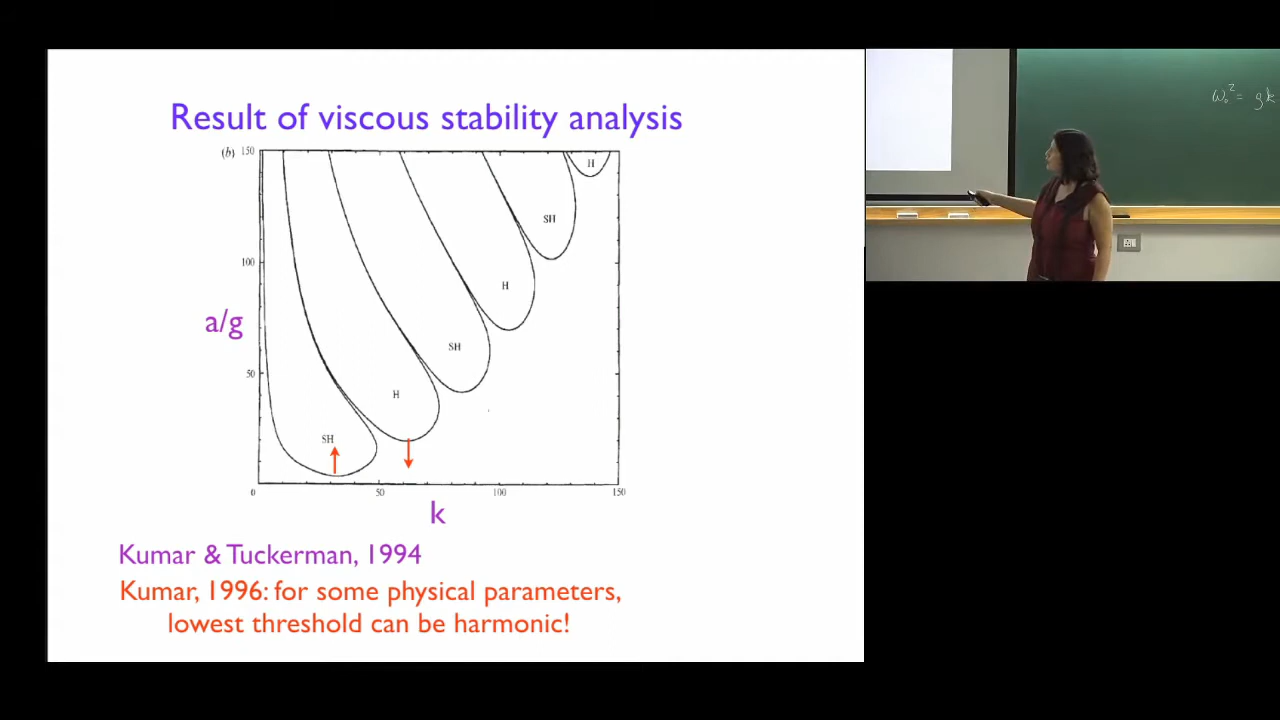 Result of viscous stability analysis
(b) 150
100
50
0 50 100 150
a/g
k
SH
H
SH
H
SH
H
Kumar & Tuckerman, 1994
Kumar, 1996: for some physical parameters,
lowest threshold can be harmonic!
ω₀² = gk